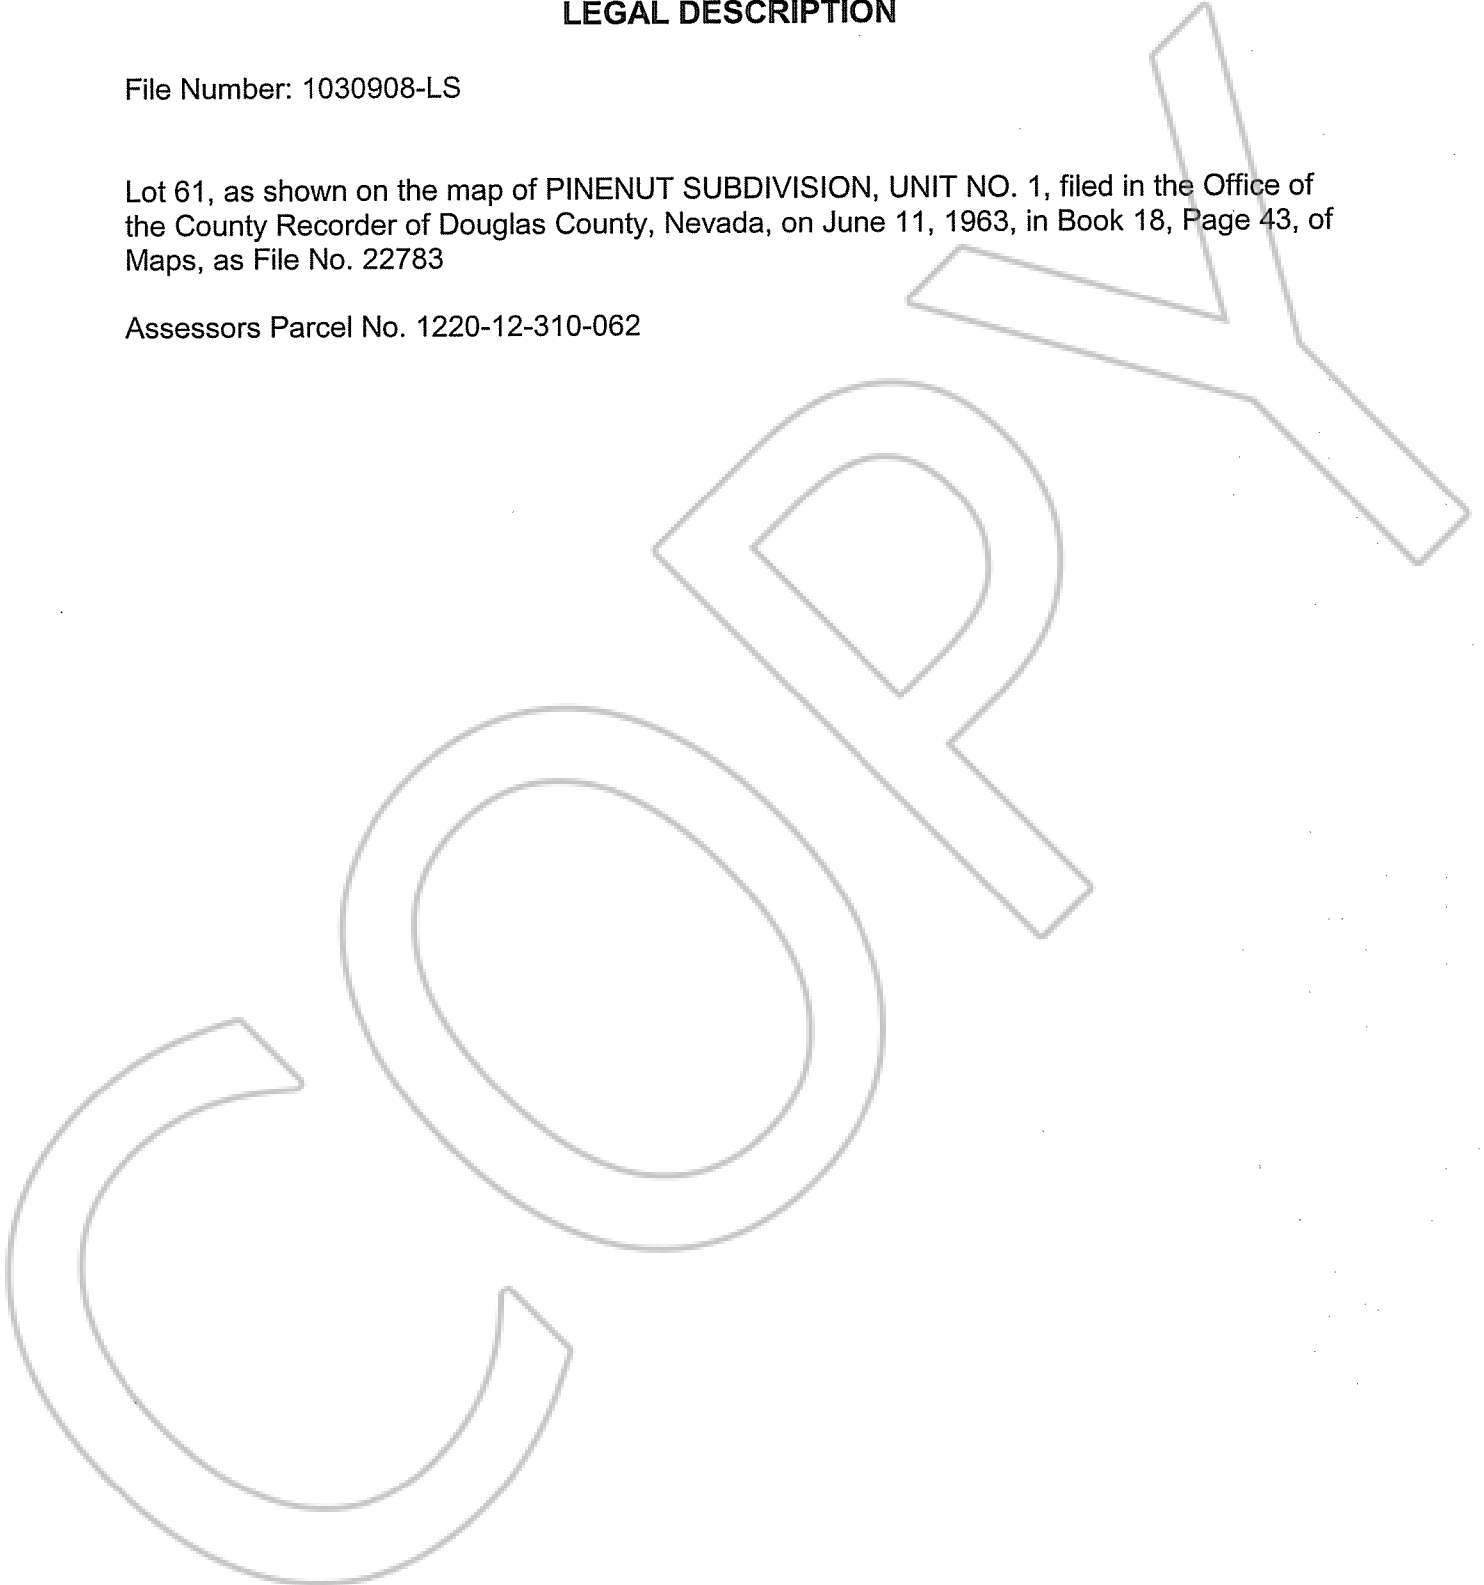 LEGAL DESCRIPTION
File Number: 1030908-LS
Lot 61, as shown on the map of PINENUT SUBDIVISION, UNIT NO. 1, filed in the Office of
the County Recorder of Douglas County, Nevada, on June 11, 1963, in Book 18, Page 43, of
Maps, as File No. 22783
Assessors Parcel No. 1220-12-310-062
COPY